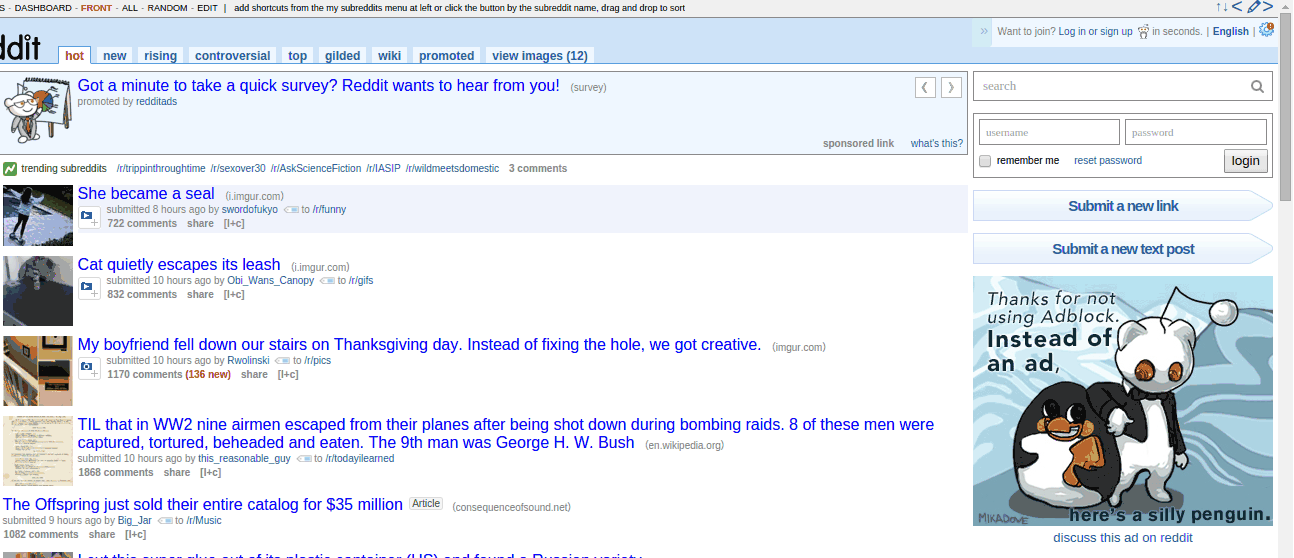 S - DASHBOARD - FRONT - ALL - RANDOM - EDIT | add shortcuts from the my subreddits menu at left or click the button by the subreddit name, drag and drop to sort
ddit hot new rising controversial top gilded wiki promoted view images (12)
» Want to join? Log in or sign up in seconds. | English |
Got a minute to take a quick survey? Reddit wants to hear from you! (survey)
promoted by redditads
sponsored link what's this?
trending subreddits /r/trippinthroughtime /r/sexover30 /r/AskScienceFiction /r/IASIP /r/wildmeetsdomestic 3 comments
She became a seal (i.imgur.com)
submitted 8 hours ago by swordofukyo to /r/funny
722 comments share [l+c]
Cat quietly escapes its leash (i.imgur.com)
submitted 10 hours ago by Obi_Wans_Canopy to /r/gifs
832 comments share [l+c]
My boyfriend fell down our stairs on Thanksgiving day. Instead of fixing the hole, we got creative. (imgur.com)
submitted 10 hours ago by Rwolinski to /r/pics
1170 comments (136 new) share [l+c]
TIL that in WW2 nine airmen escaped from their planes after being shot down during bombing raids. 8 of these men were
captured, tortured, beheaded and eaten. The 9th man was George H. W. Bush (en.wikipedia.org)
submitted 10 hours ago by this_reasonable_guy to /r/todayilearned
1868 comments share [l+c]
The Offspring just sold their entire catalog for $35 million Article (consequenceofsound.net)
submitted 9 hours ago by Big_Jar to /r/Music
1082 comments share [l+c]
search
username password
remember me reset password login
Submit a new link
Submit a new text post
Thanks for not
using Adblock.
Instead of
an ad,
MIKADOVE
here's a silly penguin.
discuss this ad on reddit